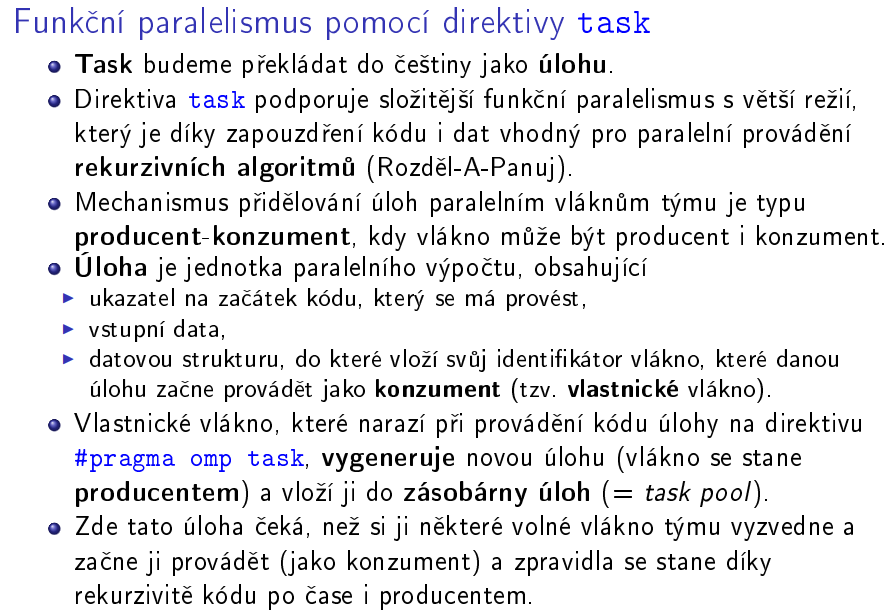 Funkční paralelismus pomocí direktivy task
Task budeme překládat do češtiny jako úlohu.
Direktiva task podporuje složitější funkční paralelismus s větší režií,
který je díky zapouzdření kódu i dat vhodný pro paralelní provádění
rekurzivních algoritmů (Rozděl-A-Panuj).
Mechanismus přidělování úloh paralelním vláknům týmu je typu
producent-konzument, kdy vlákno může být producent i konzument.
Úloha je jednotka paralelního výpočtu, obsahující
ukazatel na začátek kódu, který se má provést,
vstupní data,
datovou strukturu, do které vloží svůj identifikátor vlákno, které danou
úlohu začne provádět jako konzument (tzv. vlastnické vlákno).
Vlastnické vlákno, které narazí při provádění kódu úlohy na direktivu
#pragma omp task, vygeneruje novou úlohu (vlákno se stane
producentem) a vloží ji do zásobárny úloh (= task pool).
Zde tato úloha čeká, než si ji některé volné vlákno týmu vyzvedne a
začne ji provádět (jako konzument) a zpravidla se stane díky
rekurzivitě kódu po čase i producentem.